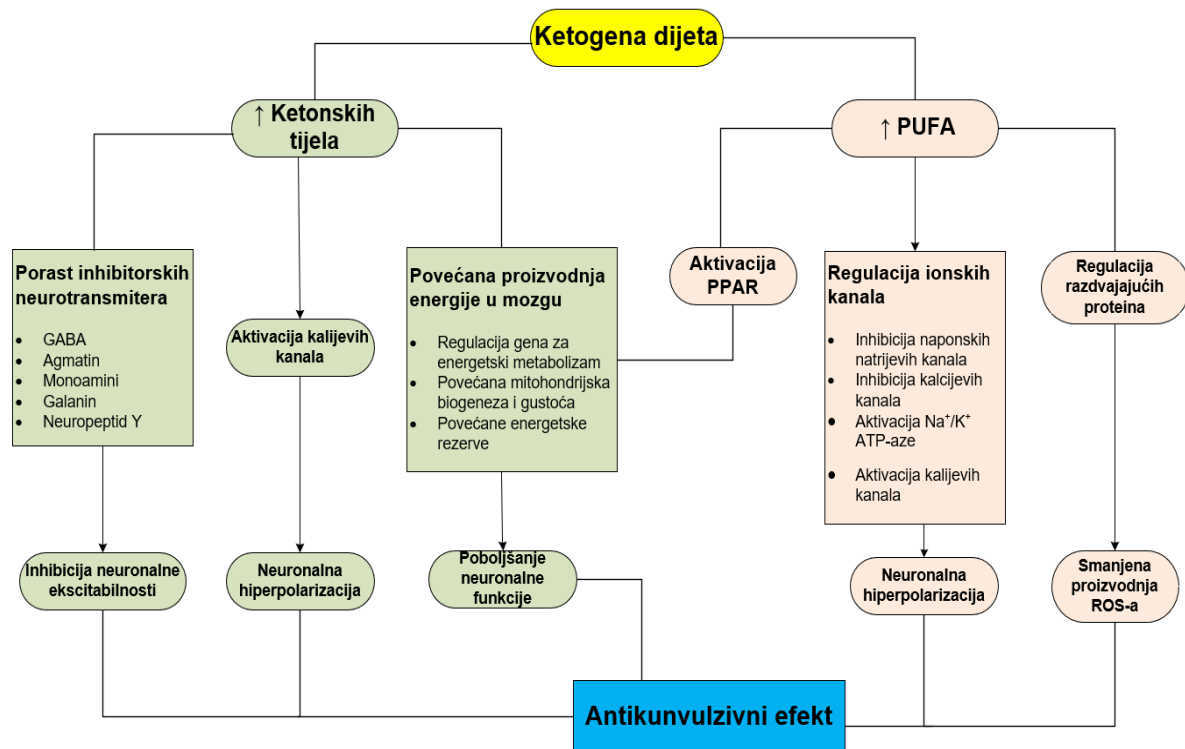 Ketogena dijeta
↑ Ketonskih
tijela
↑ PUFA
Porast inhibitorskih
neurotransmitera
• GABA
• Agmatin
• Monoamini
• Galanin
• Neuropeptid Y
Aktivacija kalijevih
kanala
Povećana proizvodnja
energije u mozgu
• Regulacija gena za
energetski metabolizam
• Povećana mitohondrijska
biogeneza i gustoća
• Povećane energetske
rezerve
Aktivacija
PPAR
Regulacija ionskih
kanala
• Inhibicija naponskih
natrijevih kanala
• Inhibicija kalcijevih
kanala
• Aktivacija Na⁺/K⁺
ATP-aze
• Aktivacija kalijevih
kanala
Regulacija
razdvajajućih
proteina
Inhibicija neuronalne
ekscitabilnosti
Neuronalna
hiperpolarizacija
Poboljšanje
neuronalne
funkcije
Neuronalna
hiperpolarizacija
Smanjena
proizvodnja
ROS-a
Antikunvulzivni efekt